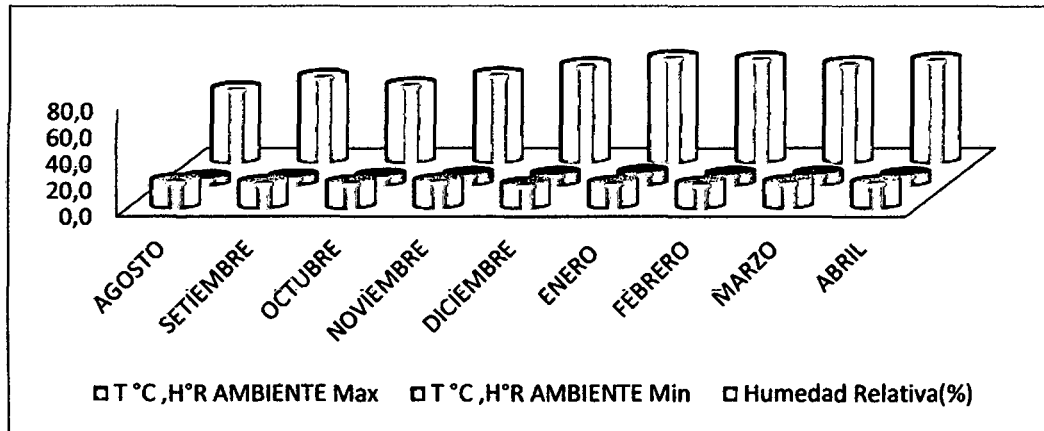 80,0
60,0
40,0
20,0
0,0
AGOSTO
SETIEMBRE
OCTUBRE
NOVIEMBRE
DICIEMBRE
ENERO
FEBRERO
MARZO
ABRIL
T °C ,H°R AMBIENTE Max T °C ,H°R AMBIENTE Min Humedad Relativa(%)